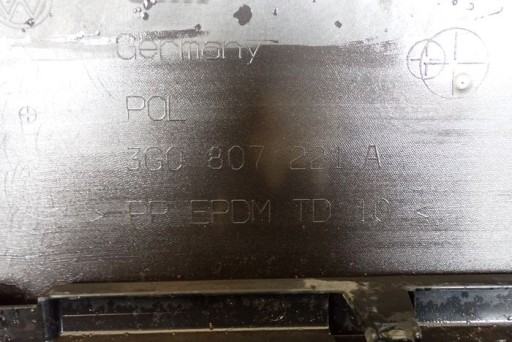 Germany
POL
3G0 807 221 A
> PP EPDM TD 10 <